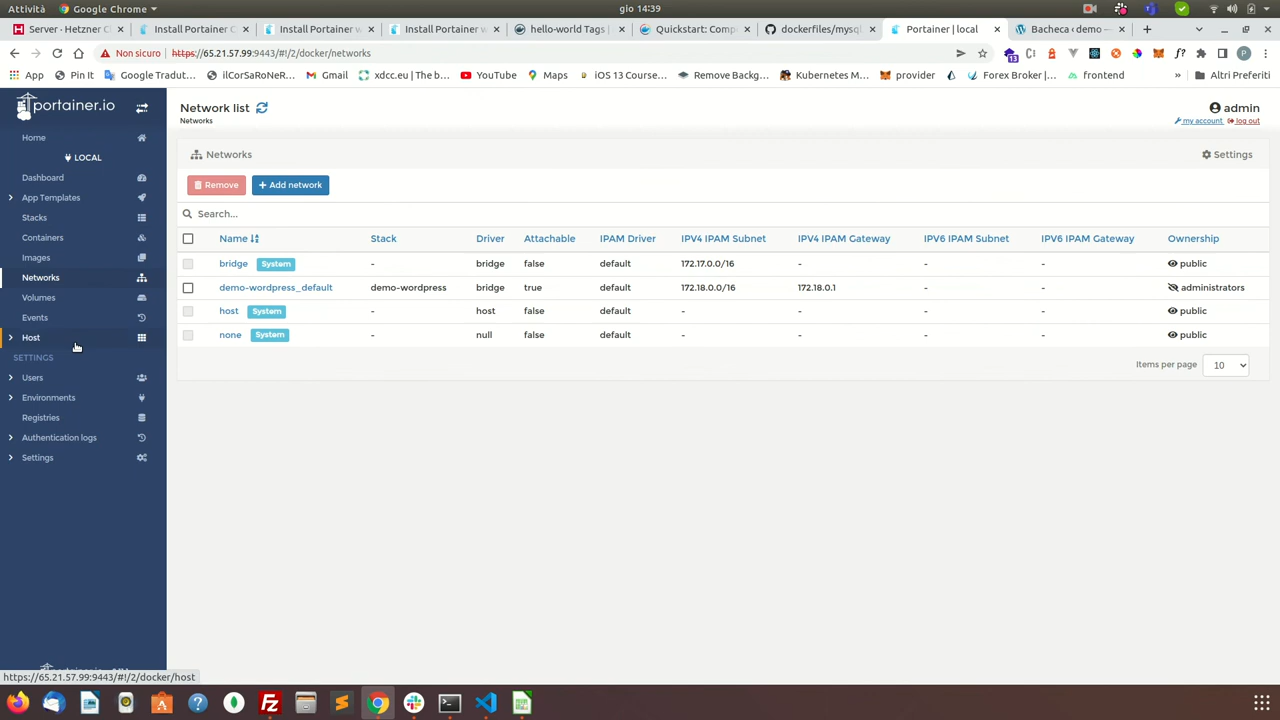 Attività
Google Chrome
gio 14:39
Server · Hetzner Cl
Install Portainer C
Install Portainer w
Install Portainer w
hello-world Tags |
Quickstart: Comp
dockerfiles/mysq
Portainer | local
Bacheca ‹ demo —
Non sicuro
https://65.21.57.99:9443/#!/2/docker/networks
13
P
App
Pin It
Google Tradut...
ilCorSaRoNeR...
Gmail
xdcc.eu | The b...
YouTube
Maps
iOS 13 Course...
Remove Backg...
Kubernetes M...
provider
Forex Broker |...
frontend
»
Altri Preferiti
portainer.io
Home
LOCAL
Dashboard
App Templates
Stacks
Containers
Images
Networks
Volumes
Events
Host
SETTINGS
Users
Environments
Registries
Authentication logs
Settings
Network list
Networks
admin
my account
log out
Networks
Settings
Remove
+ Add network
Search...
Name Stack Driver Attachable IPAM Driver IPV4 IPAM Subnet IPV4 IPAM Gateway IPV6 IPAM Subnet IPV6 IPAM Gateway Ownership
bridge System - bridge false default 172.17.0.0/16 - - - public
demo-wordpress_default demo-wordpress bridge true default 172.18.0.0/16 172.18.0.1 - - administrators
host System - host false default - - - - public
none System - null false default - - - - public
Items per page 10
portainer.io
https://65.21.57.99:9443/#!/2/docker/host